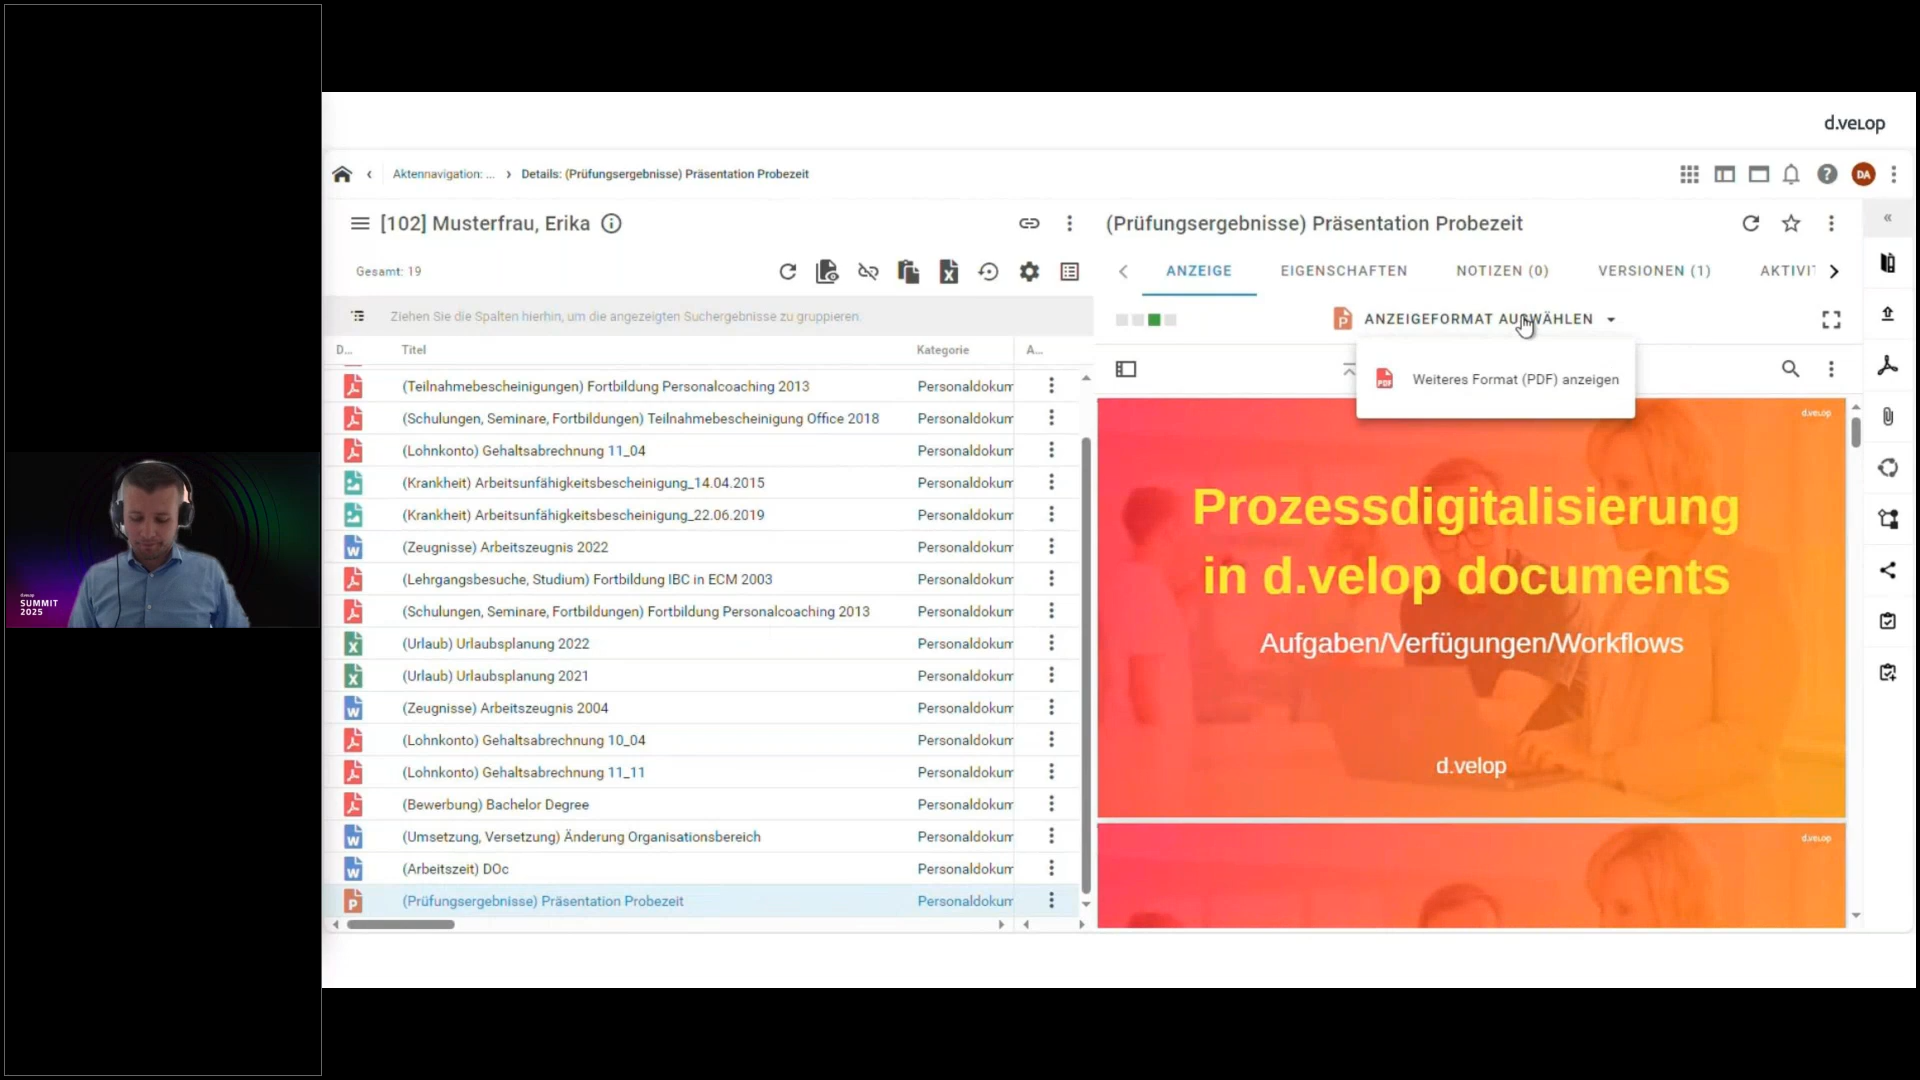 d.velop
Aktennavigation: ... › Details: (Prüfungsergebnisse) Präsentation Probezeit
DA
[102] Musterfrau, Erika
Gesamt: 19
Ziehen Sie die Spalten hierhin, um die angezeigten Suchergebnisse zu gruppieren.
D... Titel Kategorie A...
(Teilnahmebescheinigungen) Fortbildung Personalcoaching 2013 Personaldokum
(Schulungen, Seminare, Fortbildungen) Teilnahmebescheinigung Office 2018 Personaldokum
(Lohnkonto) Gehaltsabrechnung 11_04 Personaldokum
(Krankheit) Arbeitsunfähigkeitsbescheinigung_14.04.2015 Personaldokum
(Krankheit) Arbeitsunfähigkeitsbescheinigung_22.06.2019 Personaldokum
(Zeugnisse) Arbeitszeugnis 2022 Personaldokum
(Lehrgangsbesuche, Studium) Fortbildung IBC in ECM 2003 Personaldokum
(Schulungen, Seminare, Fortbildungen) Fortbildung Personalcoaching 2013 Personaldokum
(Urlaub) Urlaubsplanung 2022 Personaldokum
(Urlaub) Urlaubsplanung 2021 Personaldokum
(Zeugnisse) Arbeitszeugnis 2004 Personaldokum
(Lohnkonto) Gehaltsabrechnung 10_04 Personaldokum
(Lohnkonto) Gehaltsabrechnung 11_11 Personaldokum
(Bewerbung) Bachelor Degree Personaldokum
(Umsetzung, Versetzung) Änderung Organisationsbereich Personaldokum
(Arbeitszeit) DOc Personaldokum
(Prüfungsergebnisse) Präsentation Probezeit Personaldokum
(Prüfungsergebnisse) Präsentation Probezeit
ANZEIGE EIGENSCHAFTEN NOTIZEN (0) VERSIONEN (1) AKTIVIT
ANZEIGEFORMAT AUSWÄHLEN
Weiteres Format (PDF) anzeigen
d.velop
Prozessdigitalisierung
in d.velop documents
Aufgaben/Verfügungen/Workflows
d.velop
d.velop
d.velop
SUMMIT
2025